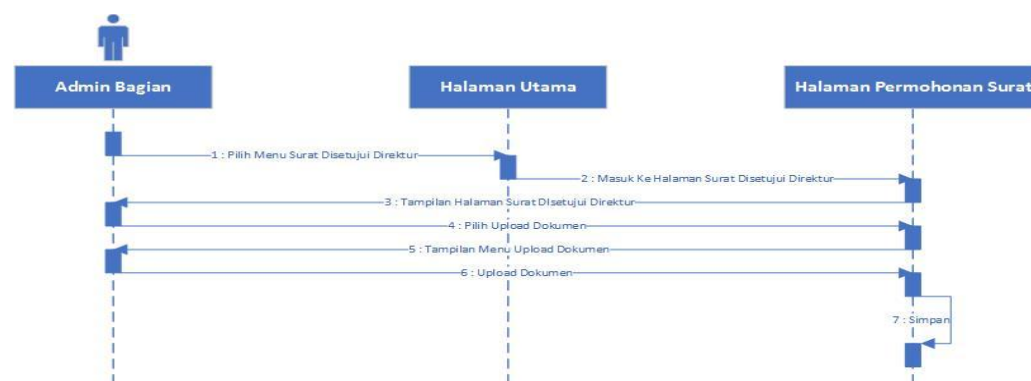 Admin Bagian
Halaman Utama
Halaman Permohonan Surat
1 : Pilih Menu Surat Disetujui Direktur
2 : Masuk Ke Halaman Surat Disetujui Direktur
3 : Tampilan Halaman Surat DIsetujui Direktur
4 : Pilih Upload Dokumen
5 : Tampilan Menu Upload Dokumen
6 : Upload Dokumen
7 : Simpan